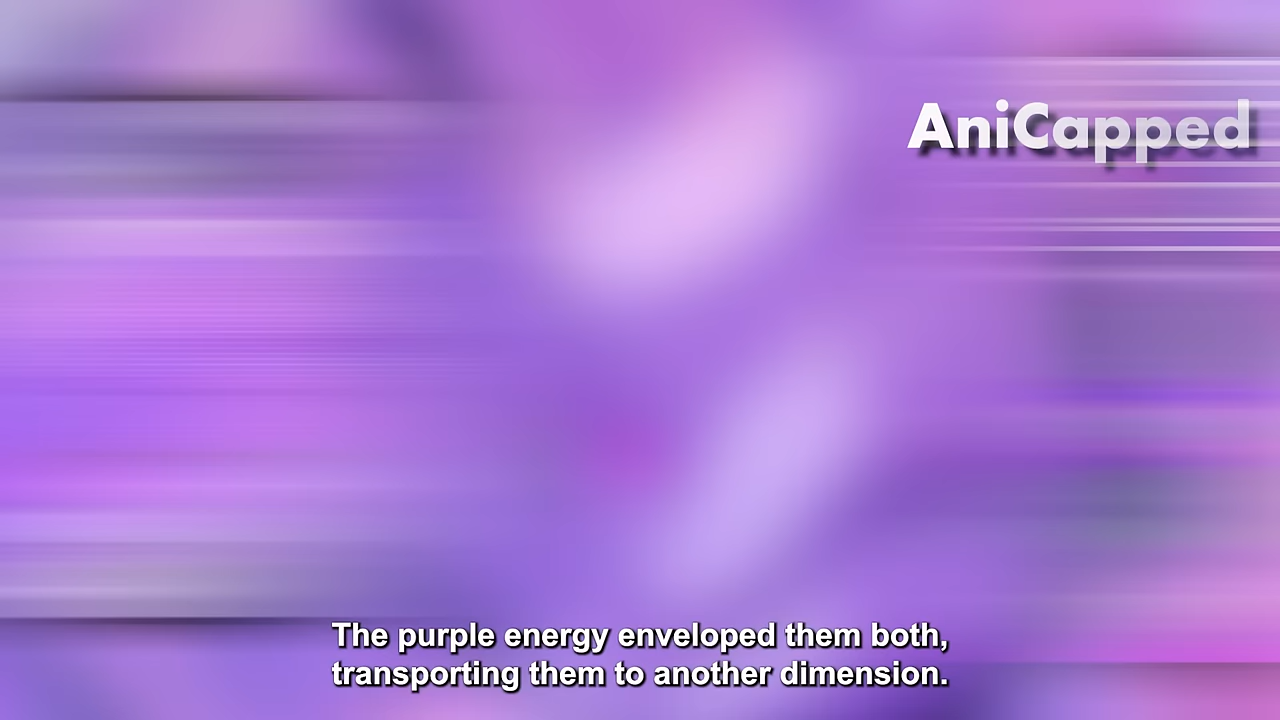 AniCapped
The purple energy enveloped them both,
transporting them to another dimension.